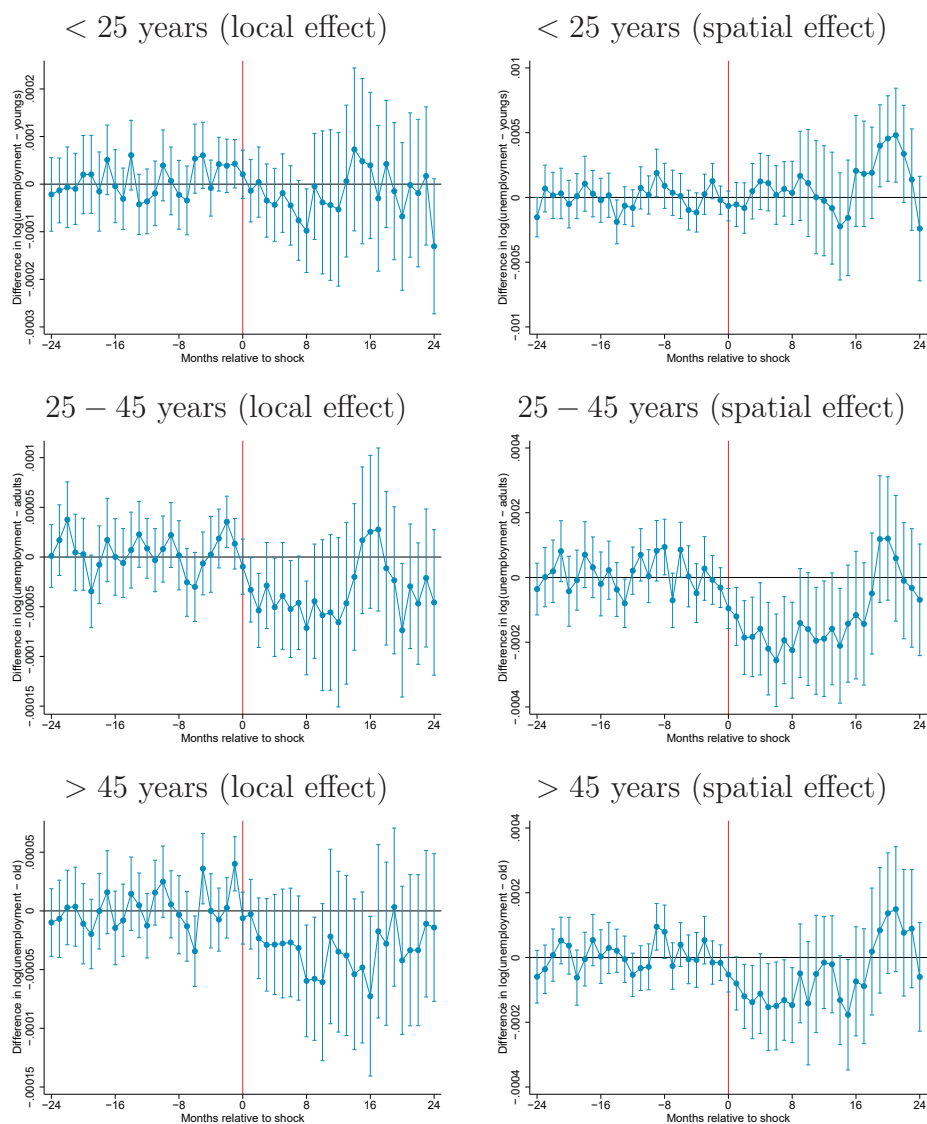 < 25 years (local effect)
Difference in log(unemployment − youngs)
.0002
.0001
0
−.0001
−.0002
−.0003
−24 −16 −8 0 8 16 24
Months relative to shock
< 25 years (spatial effect)
Difference in log(unemployment − youngs)
.001
.0005
0
−.0005
−.001
−24 −16 −8 0 8 16 24
Months relative to shock
25 − 45 years (local effect)
Difference in log(unemployment − adults)
.001
.00005
0
−.00005
−.0001
−.00015
−24 −16 −8 0 8 16 24
Months relative to shock
25 − 45 years (spatial effect)
Difference in log(unemployment − adults)
.0004
.0002
0
−.0002
−.0004
−24 −16 −8 0 8 16 24
Months relative to shock
> 45 years (local effect)
Difference in log(unemployment − old)
.00005
0
−.00005
−.0001
−.00015
−24 −16 −8 0 8 16 24
Months relative to shock
> 45 years (spatial effect)
Difference in log(unemployment − old)
.0004
.0002
0
−.0002
−.0004
−24 −16 −8 0 8 16 24
Months relative to shock